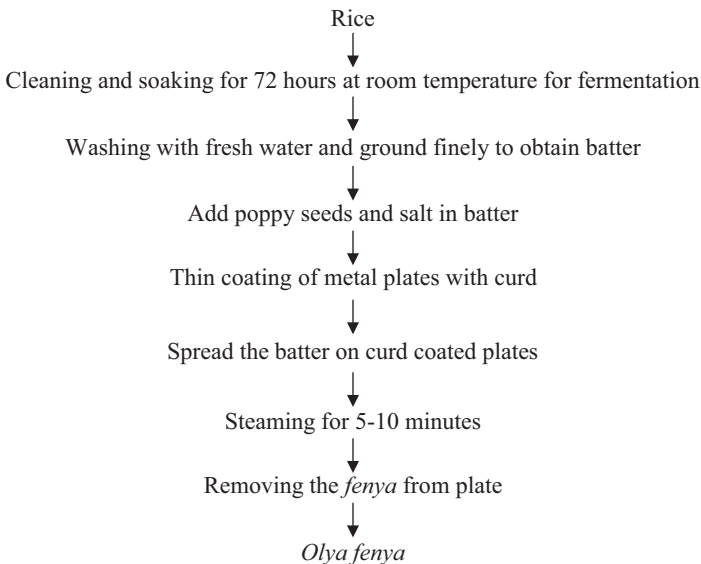 Rice
Cleaning and soaking for 72 hours at room temperature for fermentation
Washing with fresh water and ground finely to obtain batter
Add poppy seeds and salt in batter
Thin coating of metal plates with curd
Spread the batter on curd coated plates
Steaming for 5-10 minutes
Removing the fenya from plate
Olya fenya